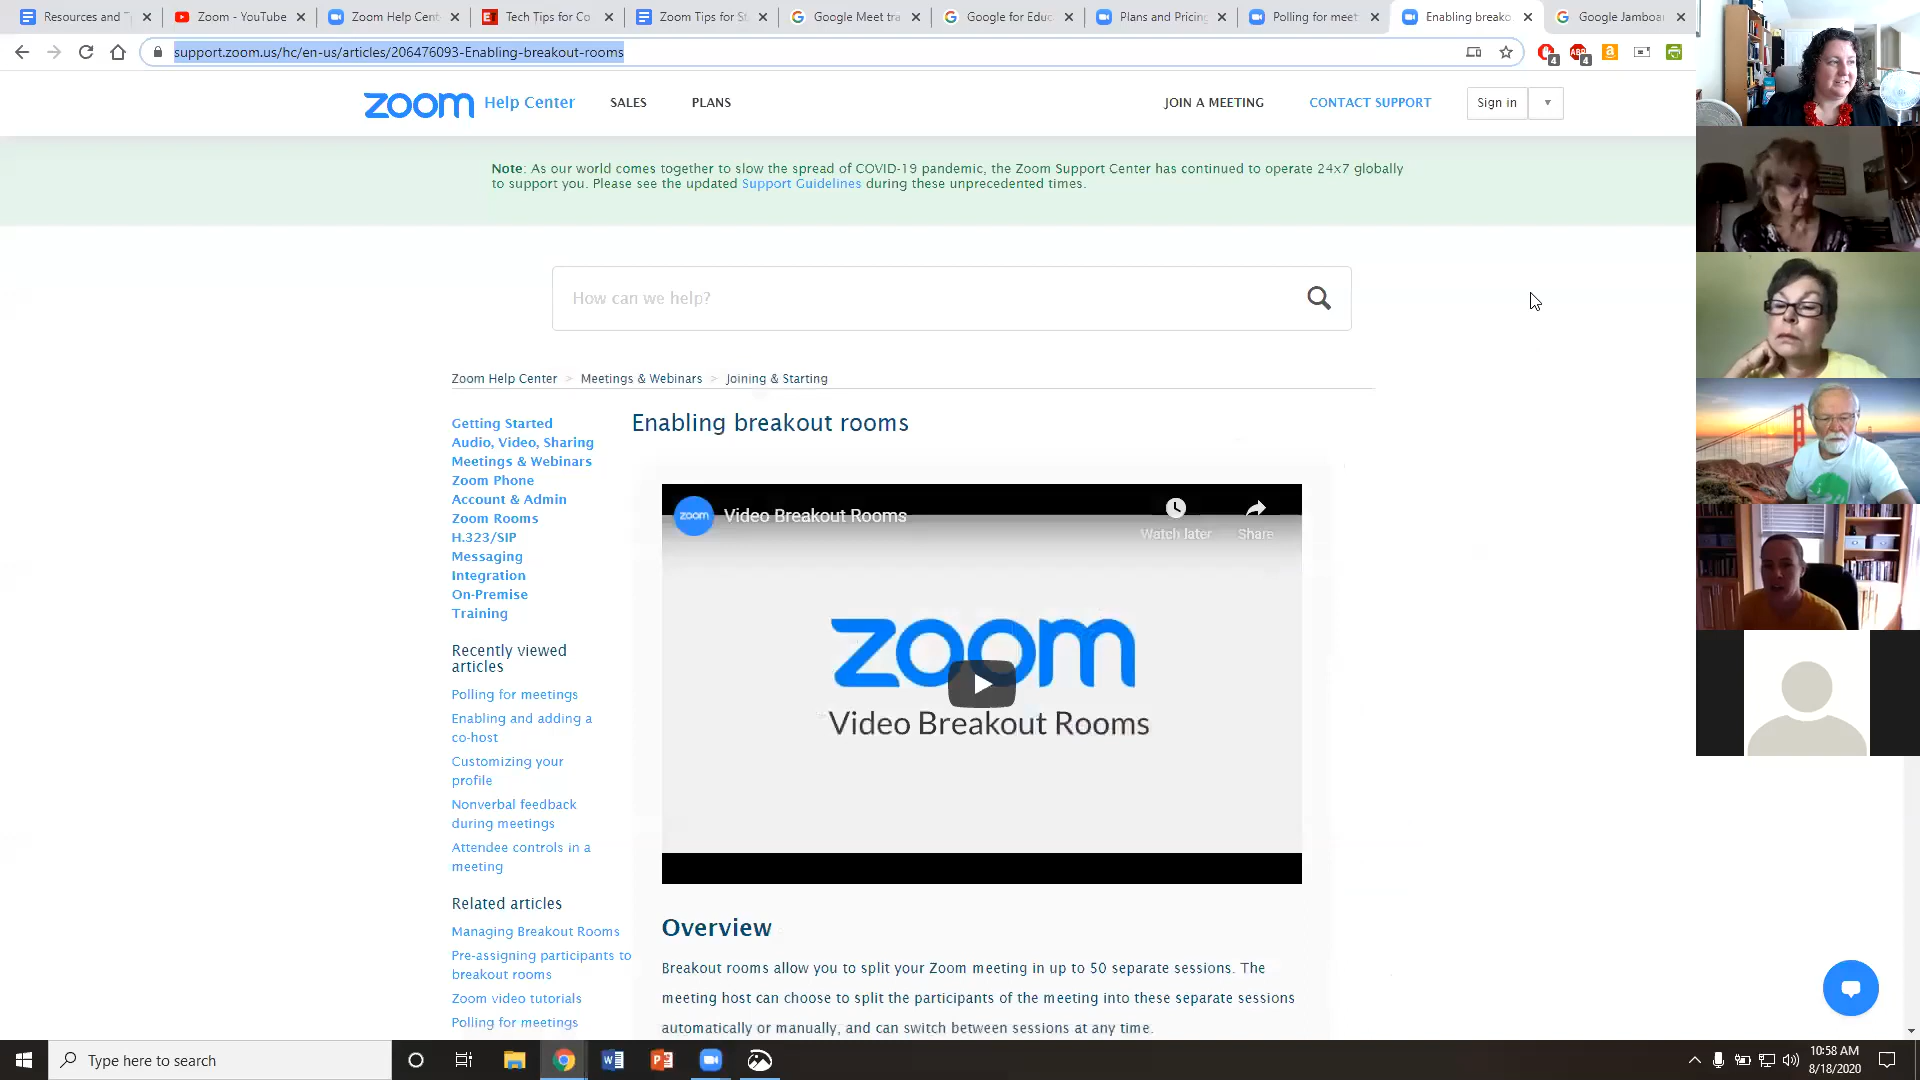 Resources and T
Zoom - YouTube
Zoom Help Cent
Tech Tips for Co
Zoom Tips for St
Google Meet tra
Google for Educ
Plans and Pricing
Polling for meet
Enabling breako
Google Jamboa
support.zoom.us/hc/en-us/articles/206476093-Enabling-breakout-rooms
4
ABP
4
a
zoom Help Center
SALES
PLANS
JOIN A MEETING
CONTACT SUPPORT
Sign in
Note: As our world comes together to slow the spread of COVID-19 pandemic, the Zoom Support Center has continued to operate 24x7 globally
to support you. Please see the updated Support Guidelines during these unprecedented times.
How can we help?
Zoom Help Center > Meetings & Webinars > Joining & Starting
Getting Started
Audio, Video, Sharing
Meetings & Webinars
Zoom Phone
Account & Admin
Zoom Rooms
H.323/SIP
Messaging
Integration
On-Premise
Training
Recently viewed
articles
Polling for meetings
Enabling and adding a
co-host
Customizing your
profile
Nonverbal feedback
during meetings
Attendee controls in a
meeting
Related articles
Managing Breakout Rooms
Pre-assigning participants to
breakout rooms
Zoom video tutorials
Polling for meetings
Enabling breakout rooms
zoom
Video Breakout Rooms
Watch later
Share
zoom
Video Breakout Rooms
Overview
Breakout rooms allow you to split your Zoom meeting in up to 50 separate sessions. The
meeting host can choose to split the participants of the meeting into these separate sessions
automatically or manually, and can switch between sessions at any time.
Type here to search
10:58 AM
8/18/2020